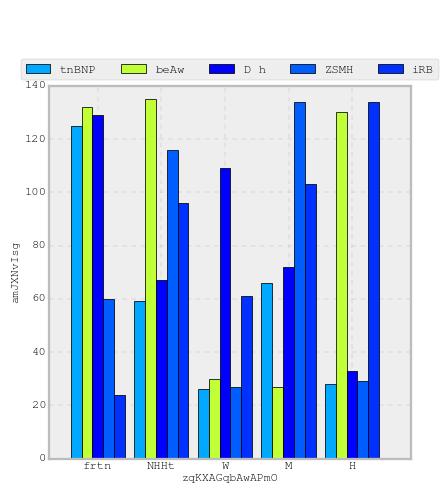 tnBNP beAw D h ZSMH iRB
140
120
100
80
60
40
20
0
amJXNvIsg
frtn NHHt W M H
zqKXAGqbAwAPmO